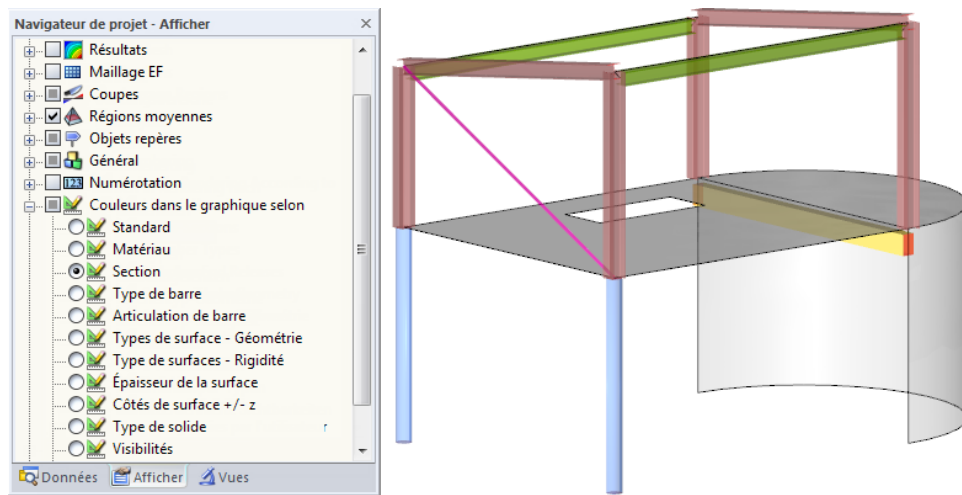 Navigateur de projet - Afficher
Résultats
Maillage EF
Coupes
Régions moyennes
Objets repères
Général
123 Numérotation
Couleurs dans le graphique selon
Standard
Matériau
Section
Type de barre
Articulation de barre
Types de surface - Géométrie
Type de surfaces - Rigidité
Épaisseur de la surface
Côtés de surface +/- z
Type de solide
Visibilités
Données Afficher Vues